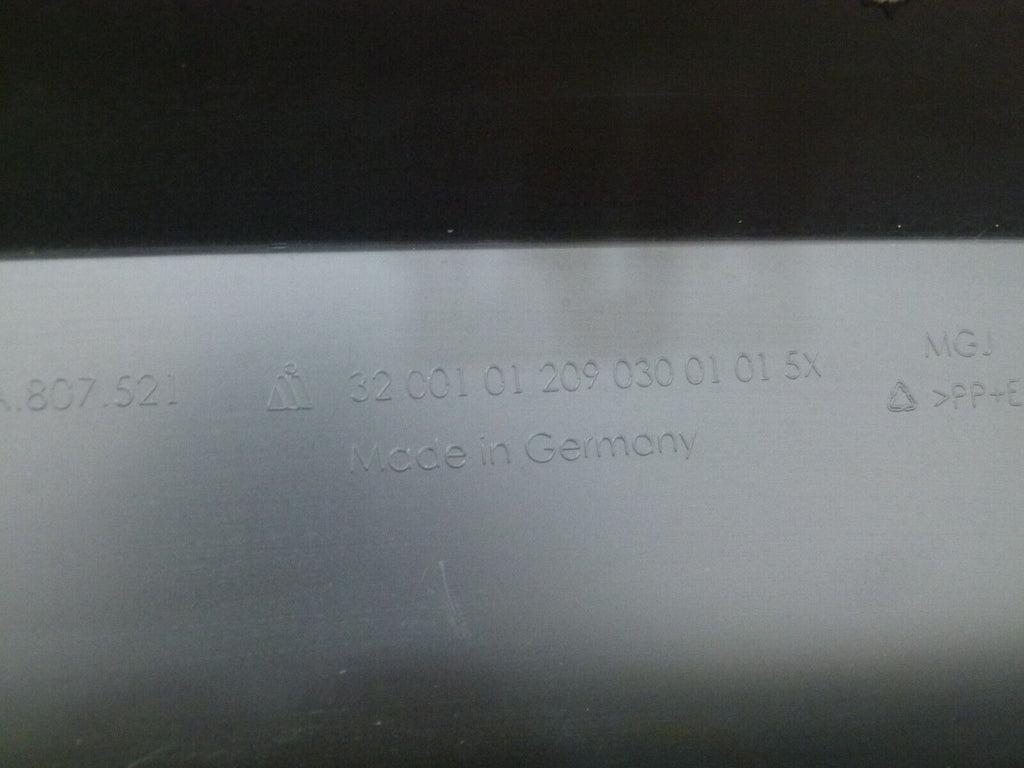 A.807.521 32 001 01 209 030 01 01 5X MGJ
Made in Germany >PP+E